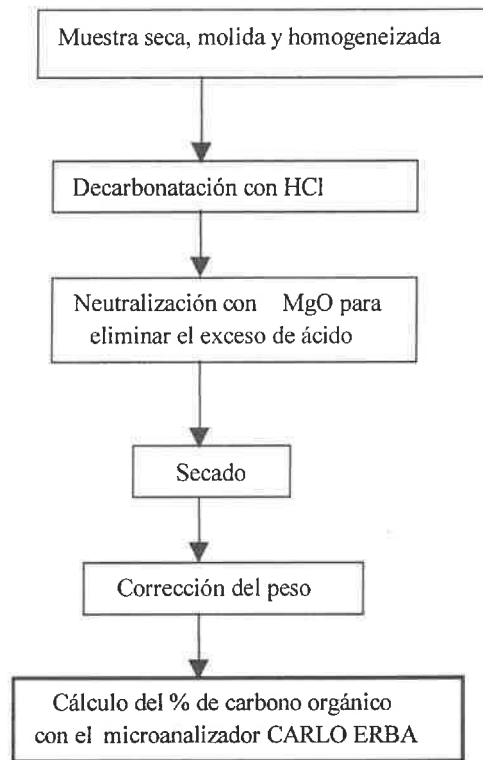 Muestra seca, molida y homogeneizada
Decarbonatación con HCl
Neutralización con MgO para
eliminar el exceso de ácido
Secado
Corrección del peso
Cálculo del % de carbono orgánico
con el microanalizador CARLO ERBA